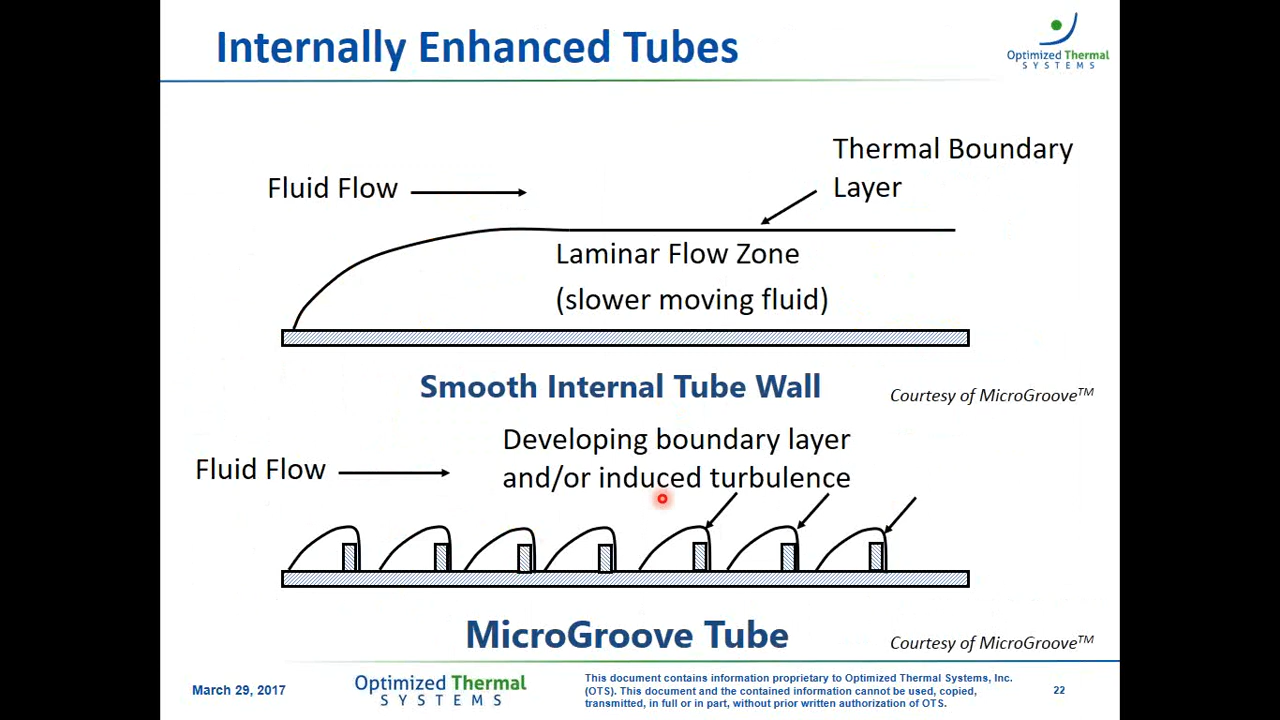 Internally Enhanced Tubes
Optimized Thermal
SYSTEMS
Thermal Boundary
Layer
Fluid Flow
Laminar Flow Zone
(slower moving fluid)
Smooth Internal Tube Wall
Courtesy of MicroGroove™
Developing boundary layer
and/or induced turbulence
Fluid Flow
MicroGroove Tube
Courtesy of MicroGroove™
March 29, 2017
Optimized Thermal
SYSTEMS
This document contains information proprietary to Optimized Thermal Systems, Inc.
(OTS). This document and the contained information cannot be used, copied,
transmitted, in full or in part, without prior written authorization of OTS.
22